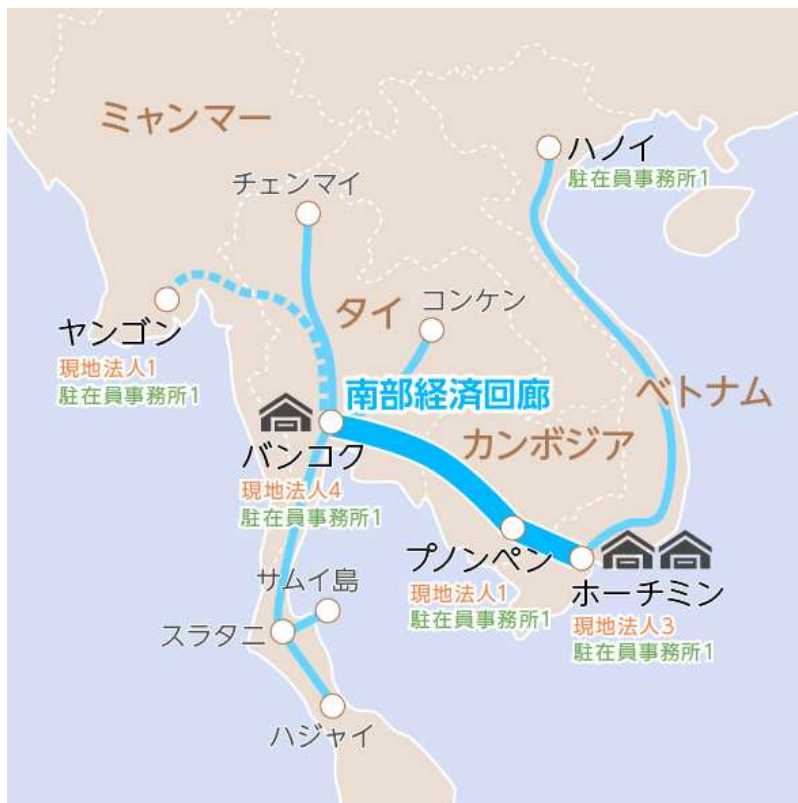 ミャンマー
ハノイ
駐在員事務所1
チェンマイ
コンケン
タイ
ヤンゴン
現地法人1
駐在員事務所1
南部経済回廊
ベトナム
カンボジア
バンコク
現地法人4
駐在員事務所1
プノンペン
現地法人1
駐在員事務所1
ホーチミン
現地法人3
駐在員事務所1
サムイ島
スラタニ
ハジャイ